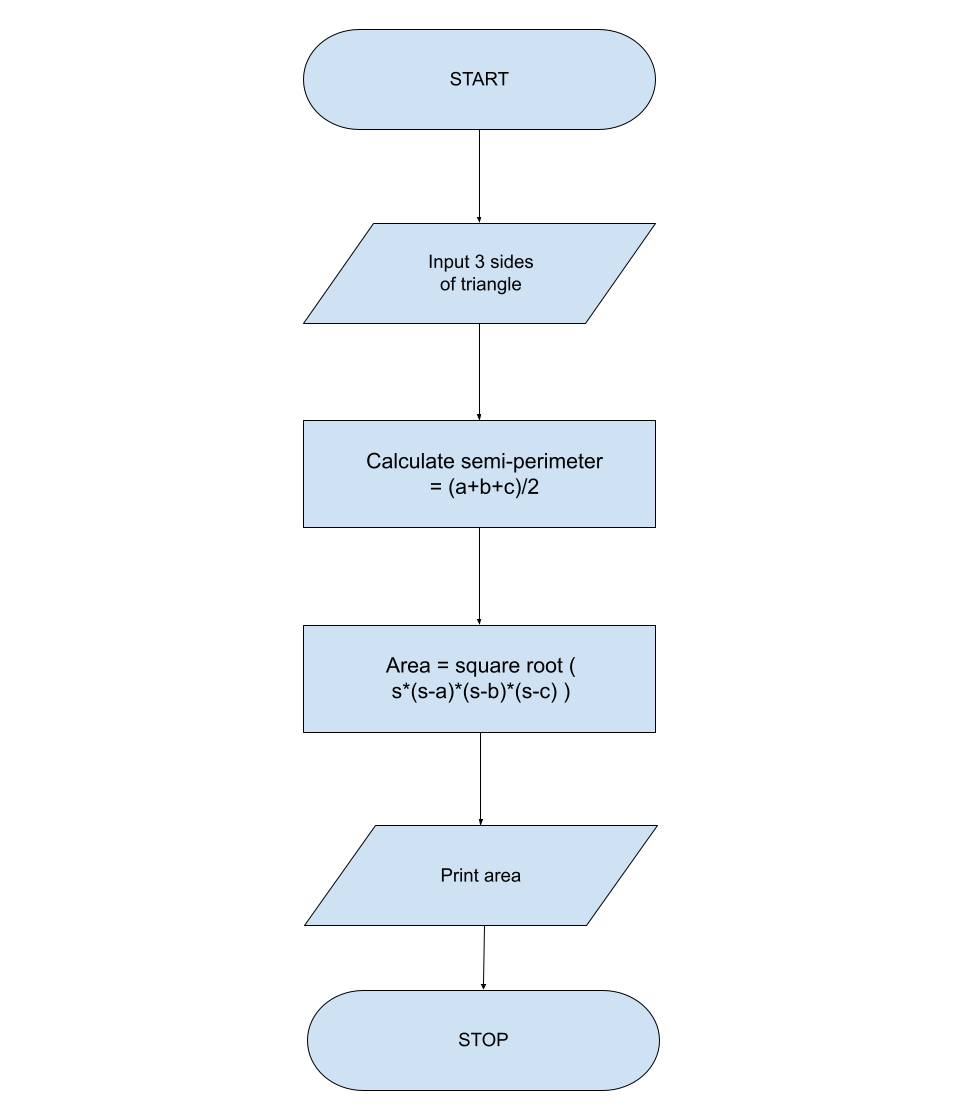 START
Input 3 sides
of triangle
Calculate semi-perimeter
= (a+b+c)/2
Area = square root (
s*(s-a)*(s-b)*(s-c) )
Print area
STOP